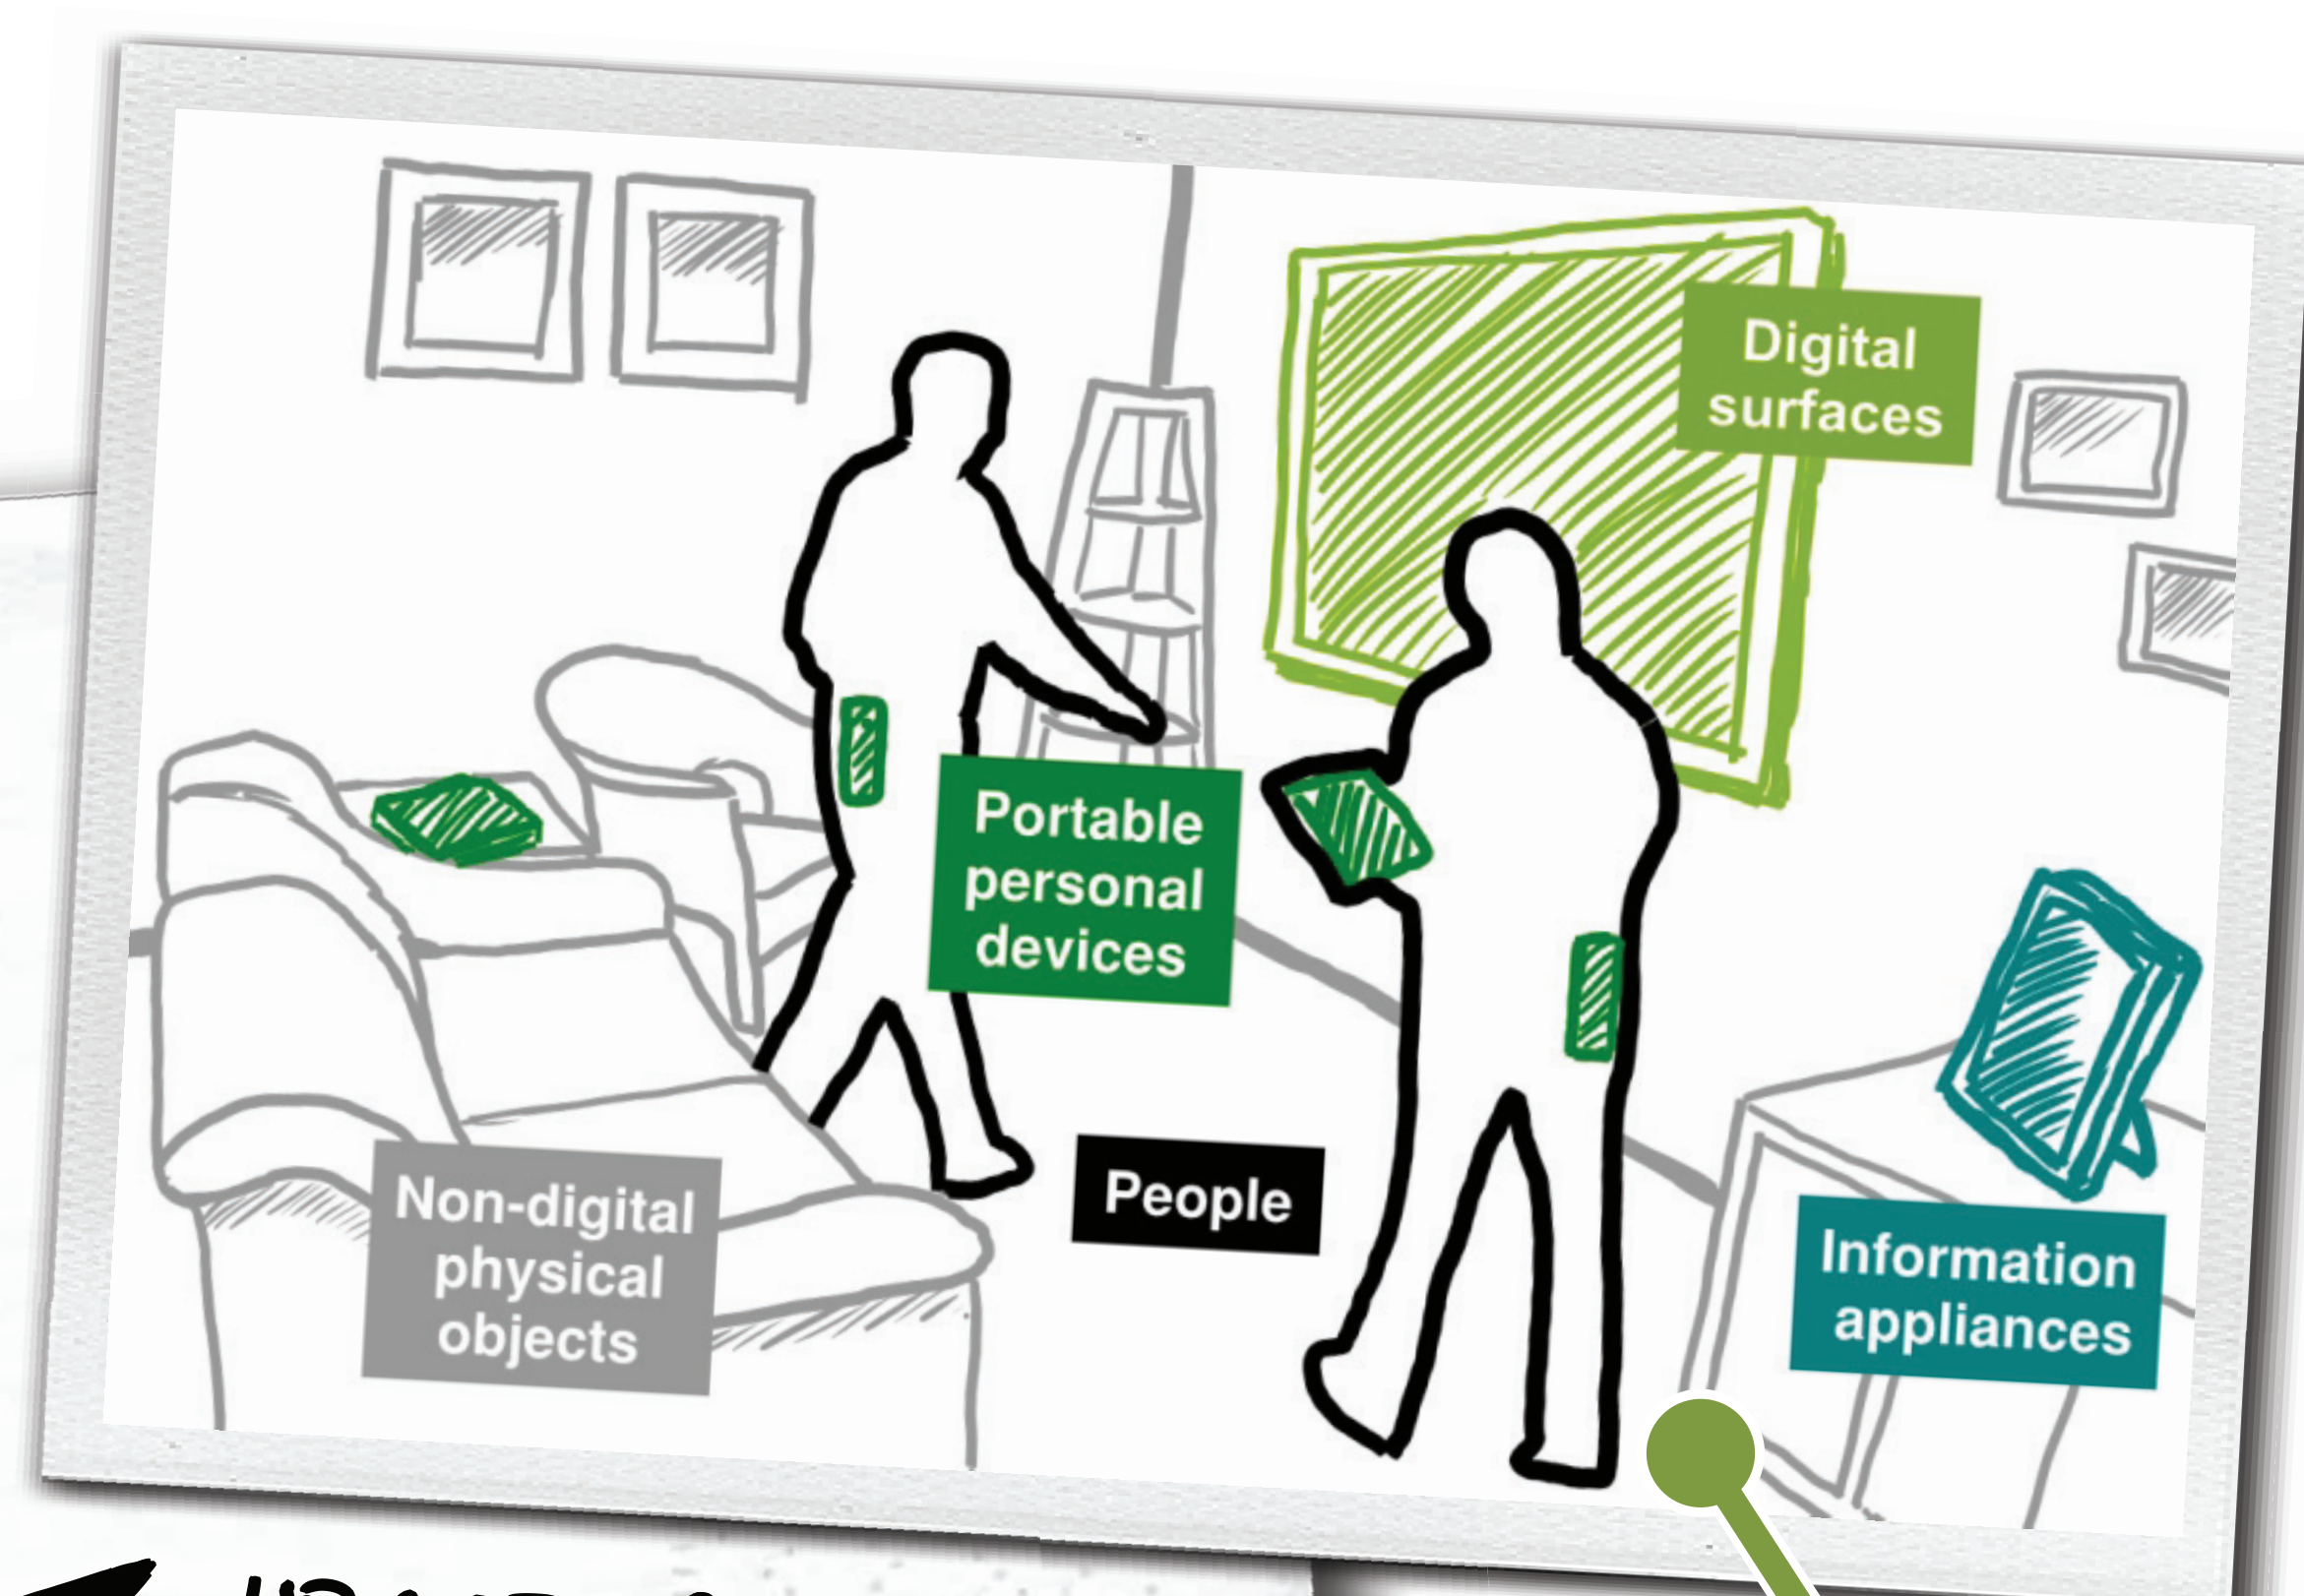 Digital
surfaces
Portable
personal
devices
People
Non-digital
physical
objects
Information
appliances